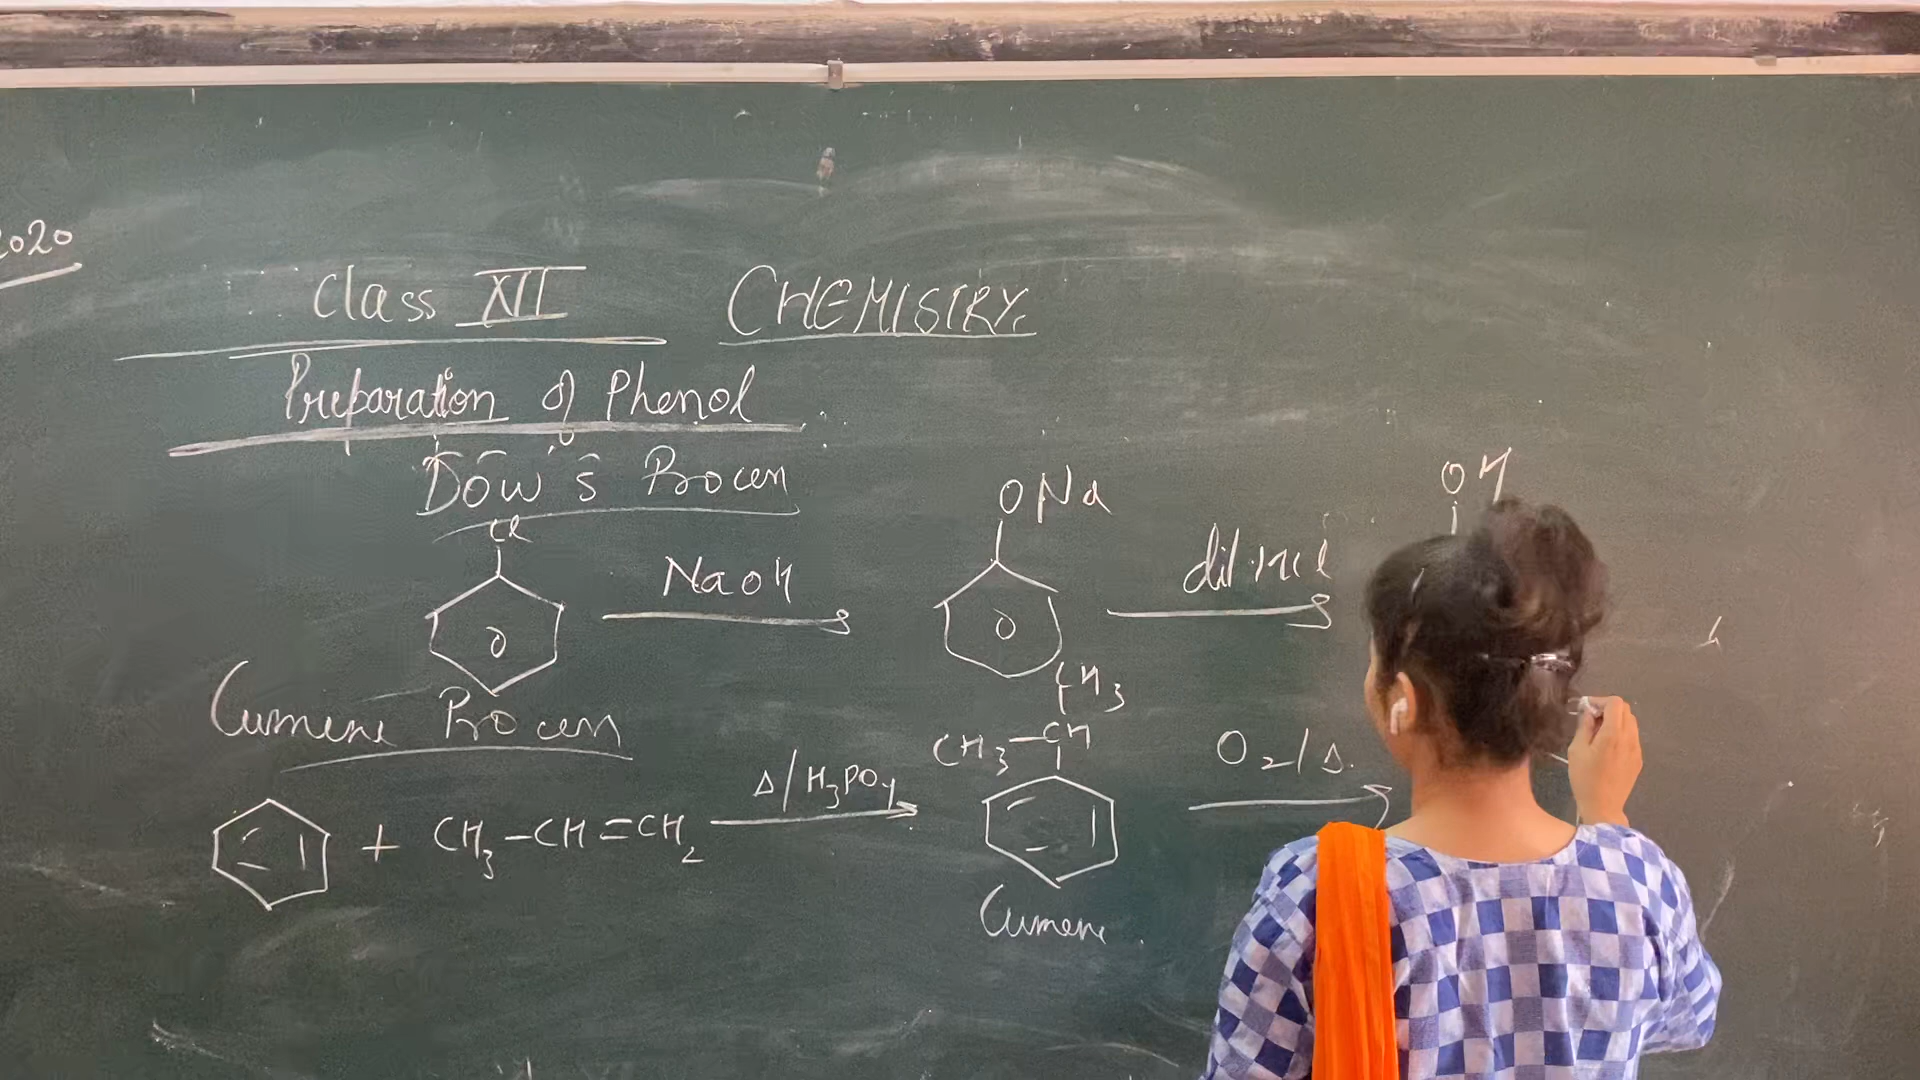 2020
Class XII CHEMISTRY
Preparation of Phenol
Dow's Process
Cl NaOH ONa dil. HCl OH
Cumene Process
CH3
CH3-CH
+ CH3-CH=CH2 Δ/H3PO4 O2/Δ
Cumene